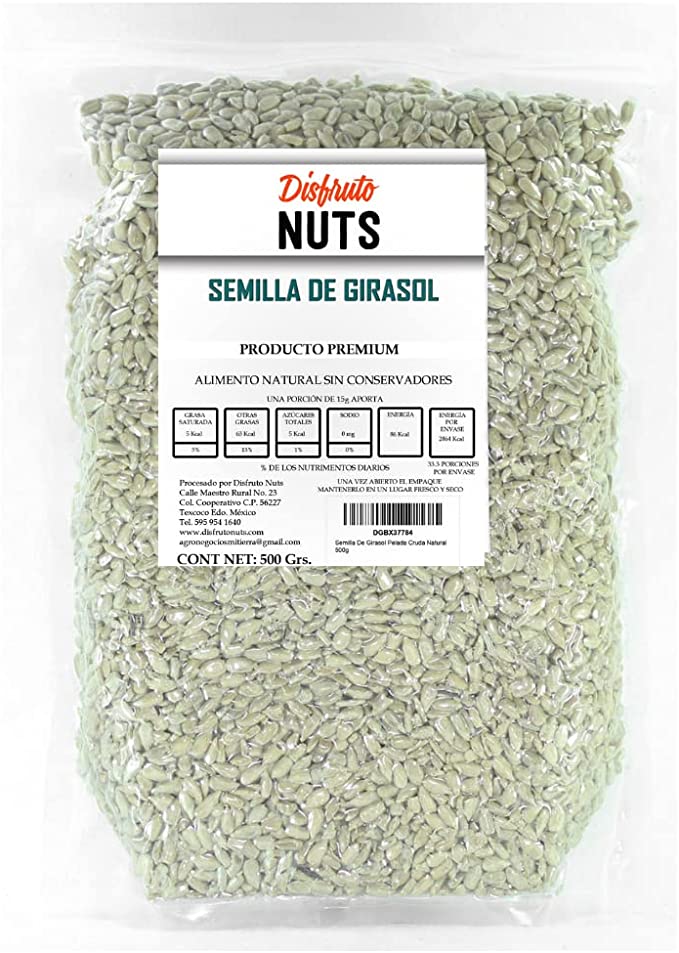 Disfruto
NUTS
SEMILLA DE GIRASOL
PRODUCTO PREMIUM
ALIMENTO NATURAL SIN CONSERVADORES
UNA PORCIÓN DE 15g APORTA
GRASA SATURADA 5 Kcal 3%
OTRAS GRASAS 63 Kcal 13%
AZÚCARES TOTALES 5 Kcal 1%
SODIO 0 mg 0%
ENERGÍA 86 Kcal
ENERGÍA POR ENVASE 2864 Kcal
% DE LOS NUTRIMENTOS DIARIOS
33.3 PORCIONES POR ENVASE
Procesado por Disfruto Nuts
Calle Maestro Rural No. 23
Col. Cooperativo C.P. 56227
Texcoco Edo. México
Tel. 595 954 1640
www.disfrutonuts.com
agronegociosmitierra@gmail.com
CONT NET: 500 Grs.
UNA VEZ ABIERTO EL EMPAQUE
MANTENERLO EN UN LUGAR FRESCO Y SECO
DGBX37784
Semilla De Girasol Pelada Cruda Natural
500g